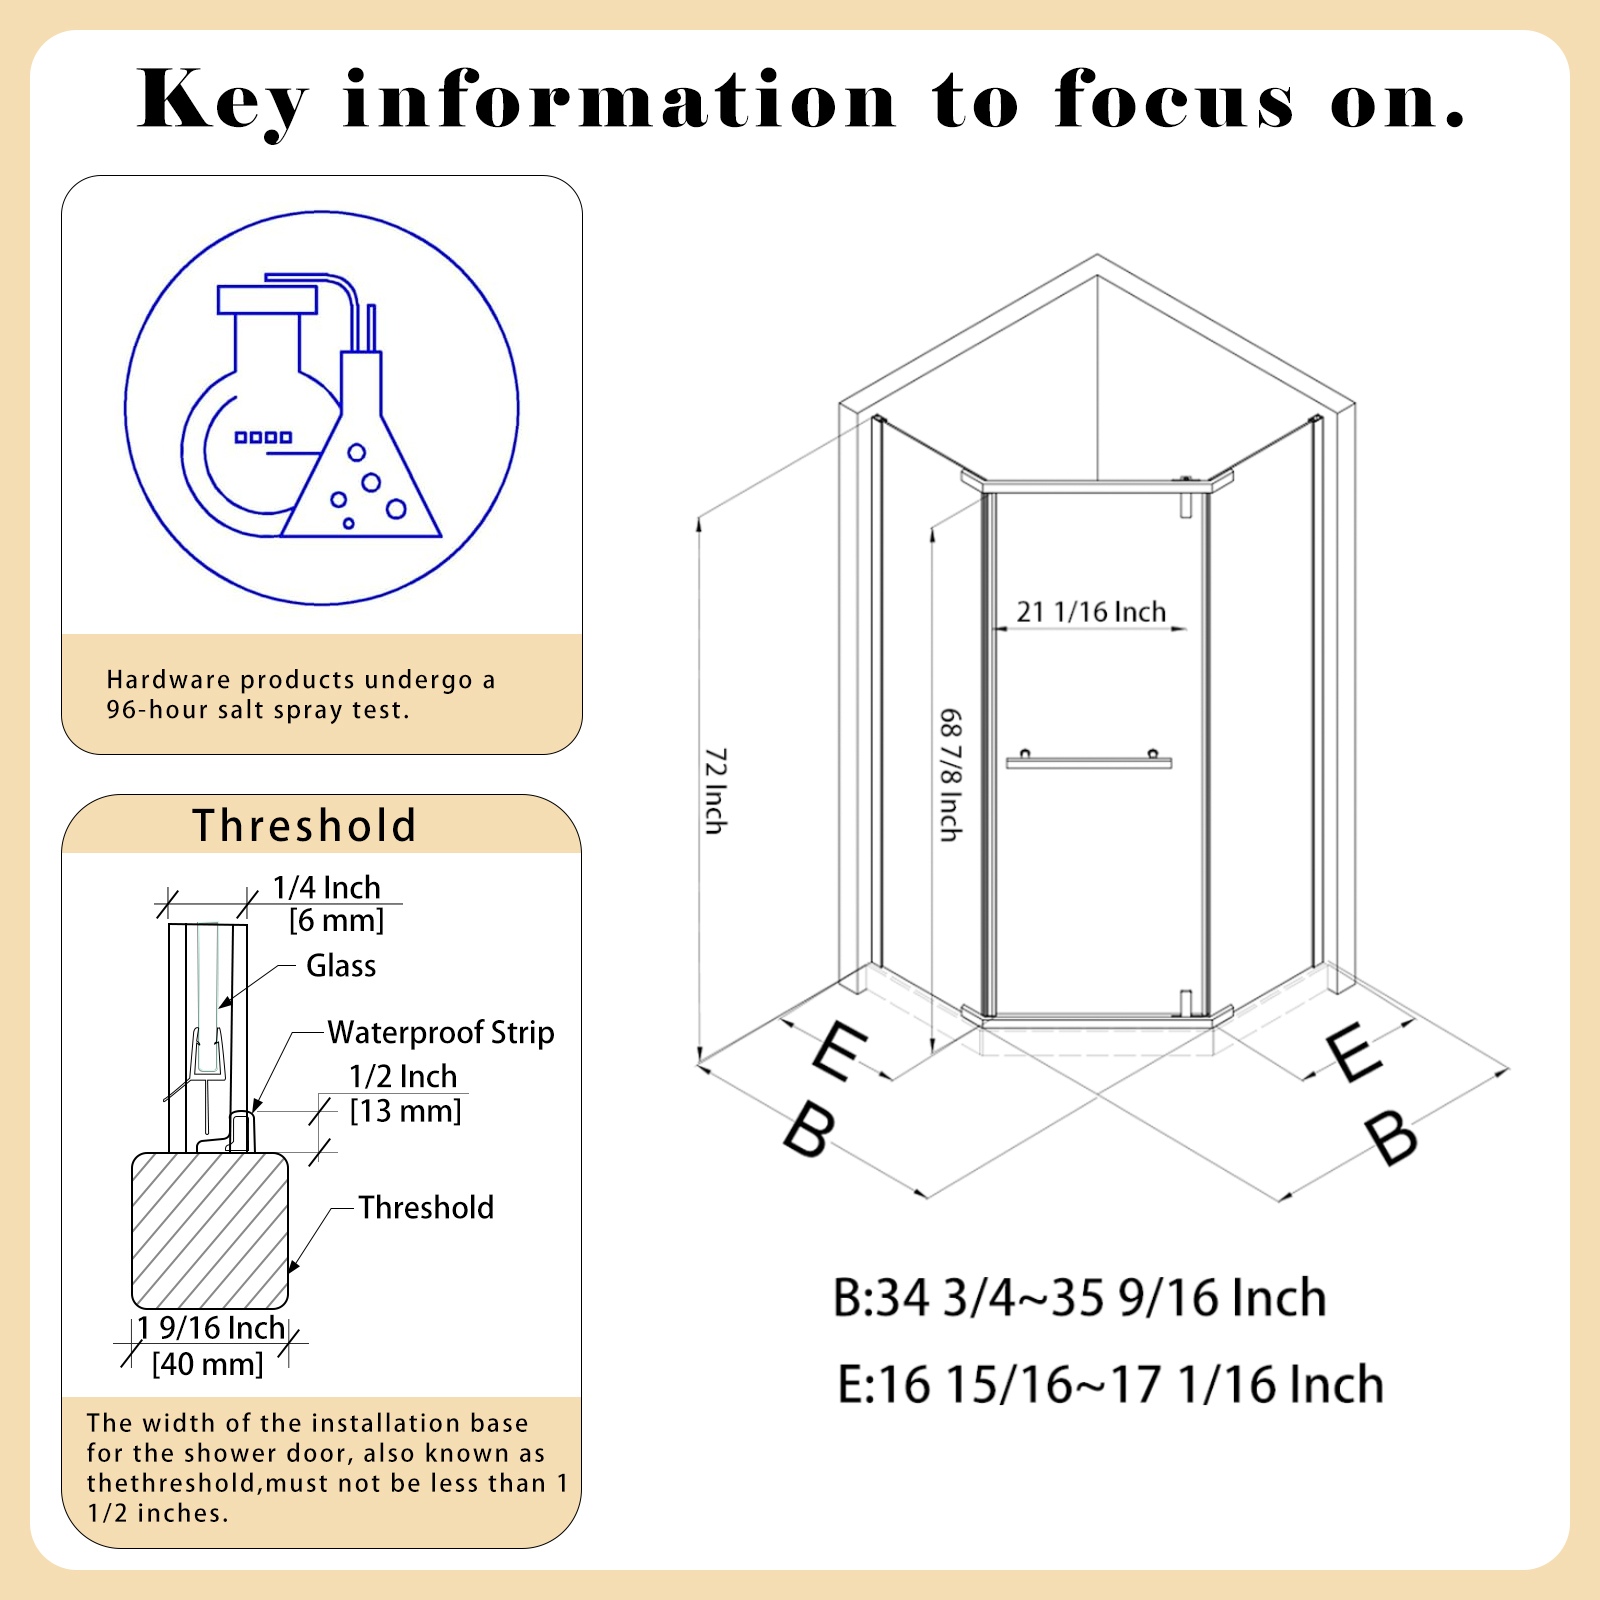 Key information to focus on.
Hardware products undergo a
96-hour salt spray test.
Threshold
1/4 Inch
[6 mm]
Glass
Waterproof Strip
1/2 Inch
[13 mm]
Threshold
1 9/16 Inch
[40 mm]
The width of the installation base
for the shower door, also known as
thethreshold,must not be less than 1
1/2 inches.
21 1/16 Inch
72 Inch
68 7/8 Inch
E
E
B
B
B:34 3/4~35 9/16 Inch
E:16 15/16~17 1/16 Inch